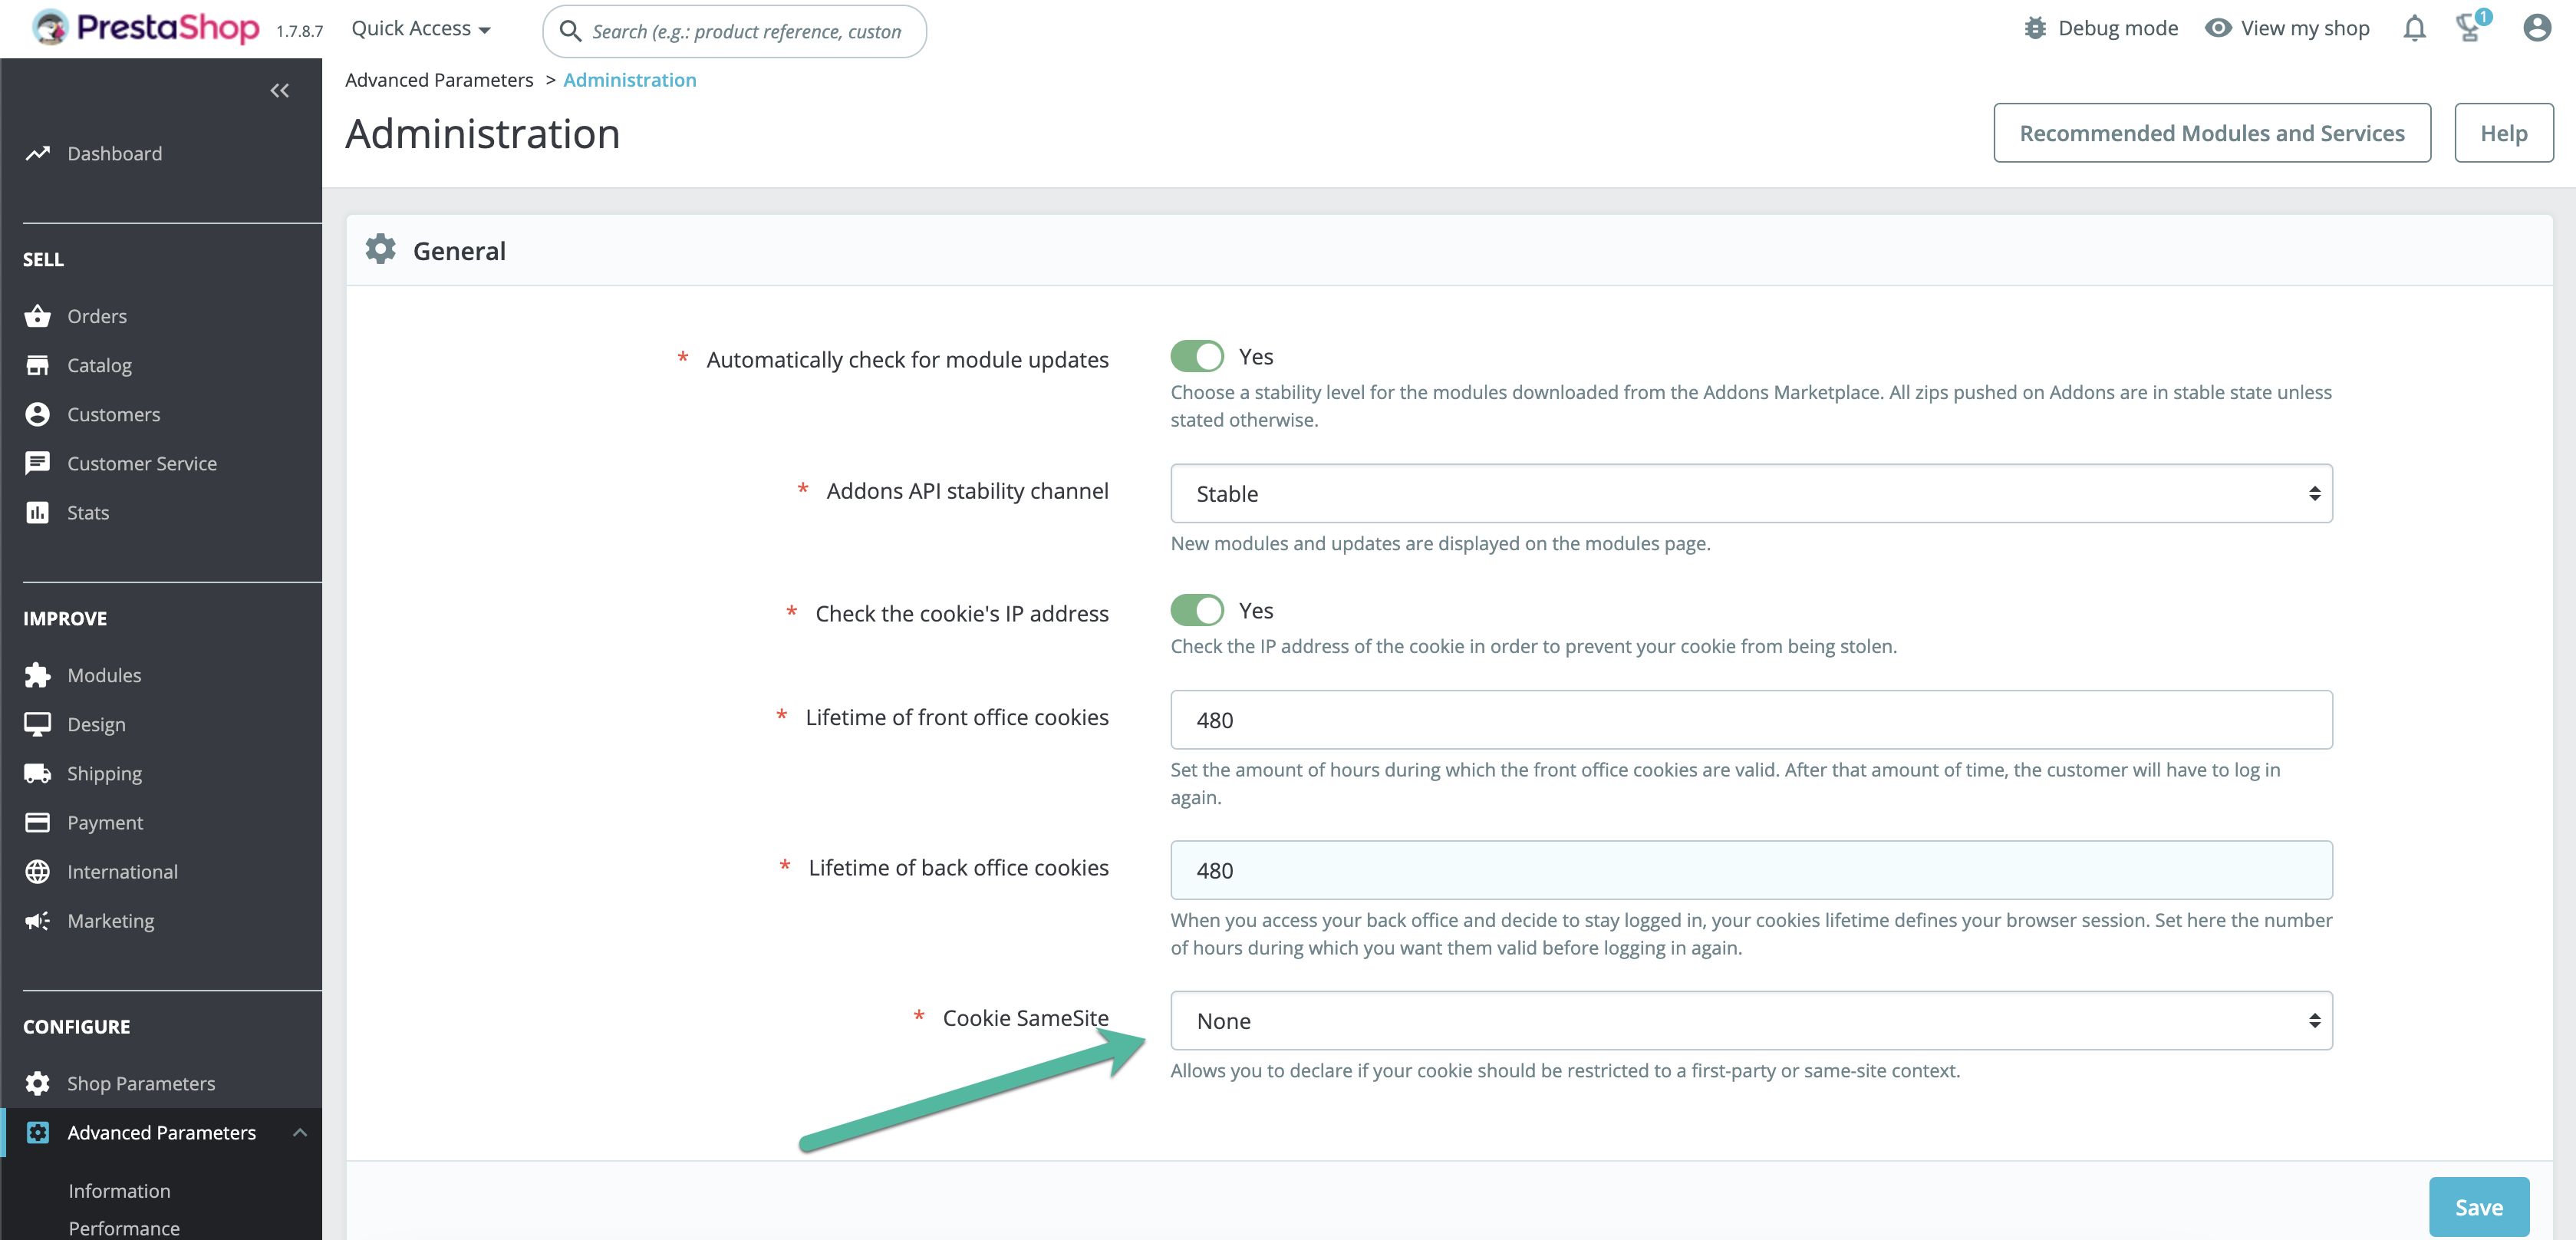 PrestaShop 1.7.8.7 Quick Access Search (e.g.: product reference, custom Debug mode View my shop 1
Advanced Parameters > Administration
Administration
Recommended Modules and Services Help
Dashboard
SELL
Orders
Catalog
Customers
Customer Service
Stats
IMPROVE
Modules
Design
Shipping
Payment
International
Marketing
CONFIGURE
Shop Parameters
Advanced Parameters
Information
Performance
General
* Automatically check for module updates Yes
Choose a stability level for the modules downloaded from the Addons Marketplace. All zips pushed on Addons are in stable state unless
stated otherwise.
* Addons API stability channel Stable
New modules and updates are displayed on the modules page.
* Check the cookie's IP address Yes
Check the IP address of the cookie in order to prevent your cookie from being stolen.
* Lifetime of front office cookies 480
Set the amount of hours during which the front office cookies are valid. After that amount of time, the customer will have to log in
again.
* Lifetime of back office cookies 480
When you access your back office and decide to stay logged in, your cookies lifetime defines your browser session. Set here the number
of hours during which you want them valid before logging in again.
* Cookie SameSite None
Allows you to declare if your cookie should be restricted to a first-party or same-site context.
Save